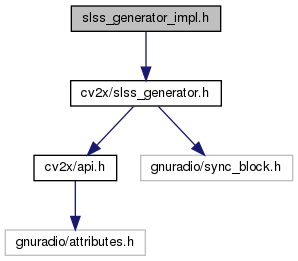 slss_generator_impl.h
cv2x/slss_generator.h
cv2x/api.h
gnuradio/sync_block.h
gnuradio/attributes.h